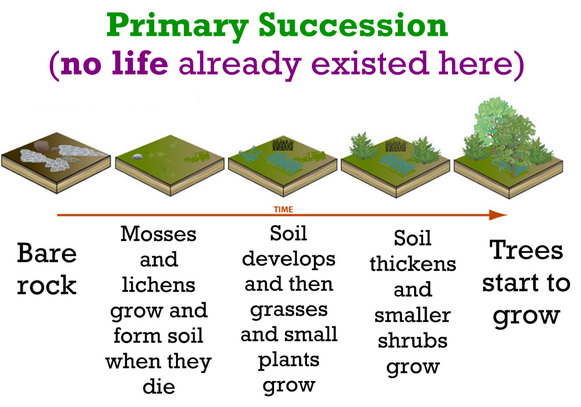 Primary Succession
(no life already existed here)
TIME
Bare
rock
Mosses
and
lichens
grow and
form soil
when they
die
Soil
develops
and then
grasses
and small
plants
grow
Soil
thickens
and
smaller
shrubs
grow
Trees
start to
grow